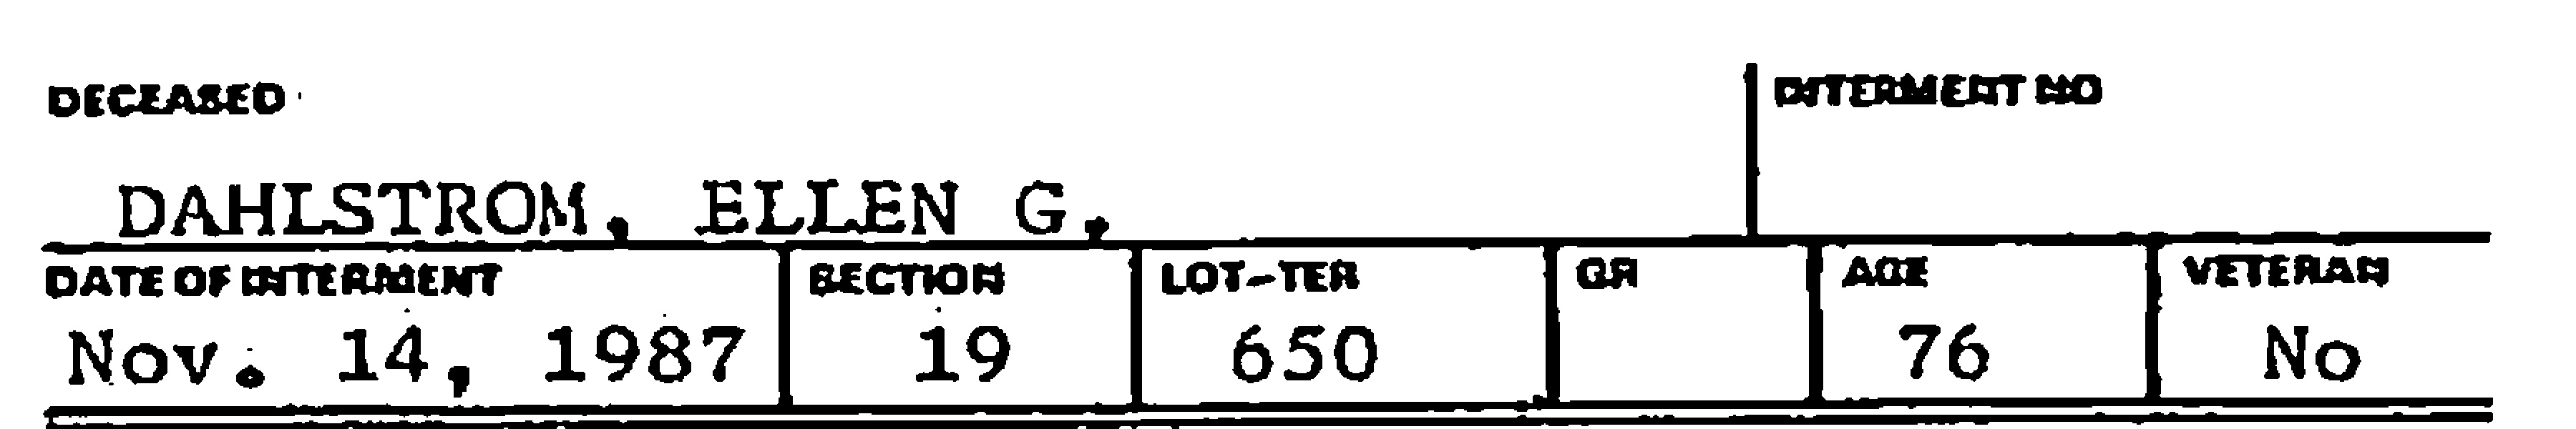 DECEASED INTERMENT NO
DAHLSTROM, ELLEN G.
DATE OF INTERMENT SECTION LOT-TER GR AGE VETERAN
Nov. 14, 1987 19 650 76 No